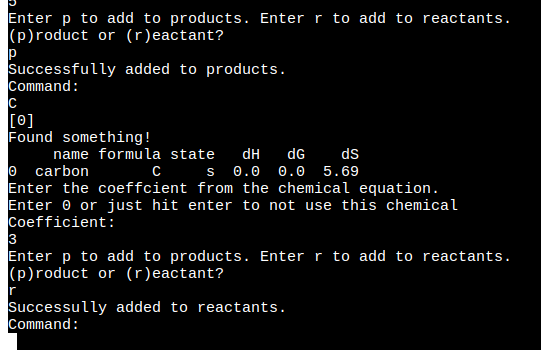 5
Enter p to add to products. Enter r to add to reactants.
(p)roduct or (r)eactant?
p
Successfully added to products.
Command:
C
[0]
Found something!
name formula state dH dG dS
0 carbon C s 0.0 0.0 5.69
Enter the coeffcient from the chemical equation.
Enter 0 or just hit enter to not use this chemical
Coefficient:
3
Enter p to add to products. Enter r to add to reactants.
(p)roduct or (r)eactant?
r
Successully added to reactants.
Command: